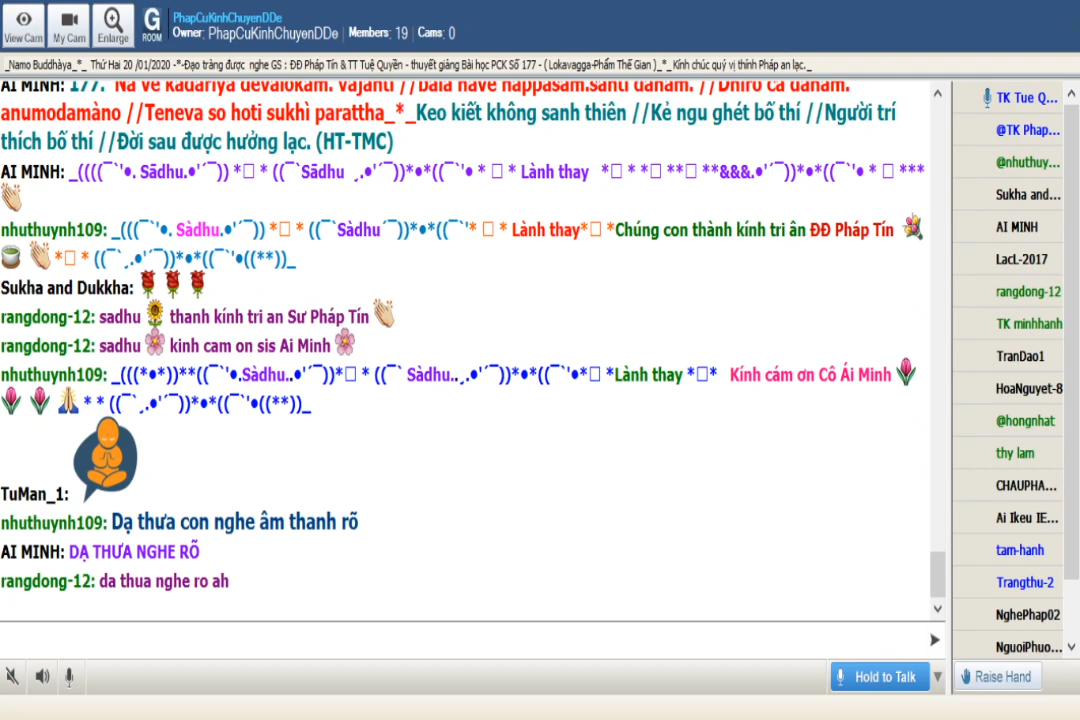 PhapCuKinhChuyenDDe
G ROOM
Owner: PhapCuKinhChuyenDDe | Members: 19 | Cams: 0
View Cam My Cam Enlarge
_Namo Buddhàya_*_ Thứ Hai 20 /01/2020 -*-Đạo tràng được nghe GS : ĐĐ Pháp Tín & TT Tuệ Quyền - thuyết giảng Bài học PCK Số 177 - ( Lokavagga-Phẩm Thế Gian )_*_ Kính chúc quý vị thính Pháp an lạc._
AI MINH: 177. Na ve kadariyà devalokam. vajanti //bàlà have nappasam.santi dànam. //Dhiro ca dànam.
anumodamàno //Teneva so hoti sukhì parattha_*_Keo kiết không sanh thiên //Kẻ ngu ghét bố thí //Người trí
thích bố thí //Đời sau được hưởng lạc. (HT-TMC)
AI MINH: _((((¯`'•. Sādhu.•'´¯)) *□ * ((¯`Sādhu ¸.•'´¯))*•*((¯`'• * □ * Lành thay *□ * *□ **□ **&&&.•'´¯))*•*((¯`'• * □ ***
nhuthuynh109: _(((¯`'•. Sàdhu.•'´¯)) *□ * ((¯`Sàdhu´¯))*•*((¯`'* □ * Lành thay*□ *Chúng con thành kính tri ân ĐĐ Pháp Tín
*□ * ((¯`¸.•'´¯))*•*((¯`'•((**))_
Sukha and Dukkha:
rangdong-12: sadhu thanh kính tri an Sư Pháp Tín
rangdong-12: sadhu kinh cam on sis Ai Minh
nhuthuynh109: _(((*•*))**((¯`'•.Sàdhu..•'´¯))*□ * ((¯` Sàdhu..¸.•'´¯))*•*((¯`'•*□ *Lành thay *□* Kính cám ơn Cô Ái Minh
* * ((¯`¸.•'´¯))*•*((¯`'•((**))_
TuMan_1:
nhuthuynh109: Dạ thưa con nghe âm thanh rõ
AI MINH: DẠ THƯA NGHE RÕ
rangdong-12: da thua nghe ro ah
TK Tue Q...
@TK Phap...
@nhuthuy...
Sukha and...
AI MINH
LacL-2017
rangdong-12
TK minhhanh
TranDao1
HoaNguyet-8
@hongnhat
thy lam
CHAUPHA...
Ai Ikeu IE...
tam-hanh
Trangthu-2
NghePhap02
NguoiPhuo...
Hold to Talk
Raise Hand